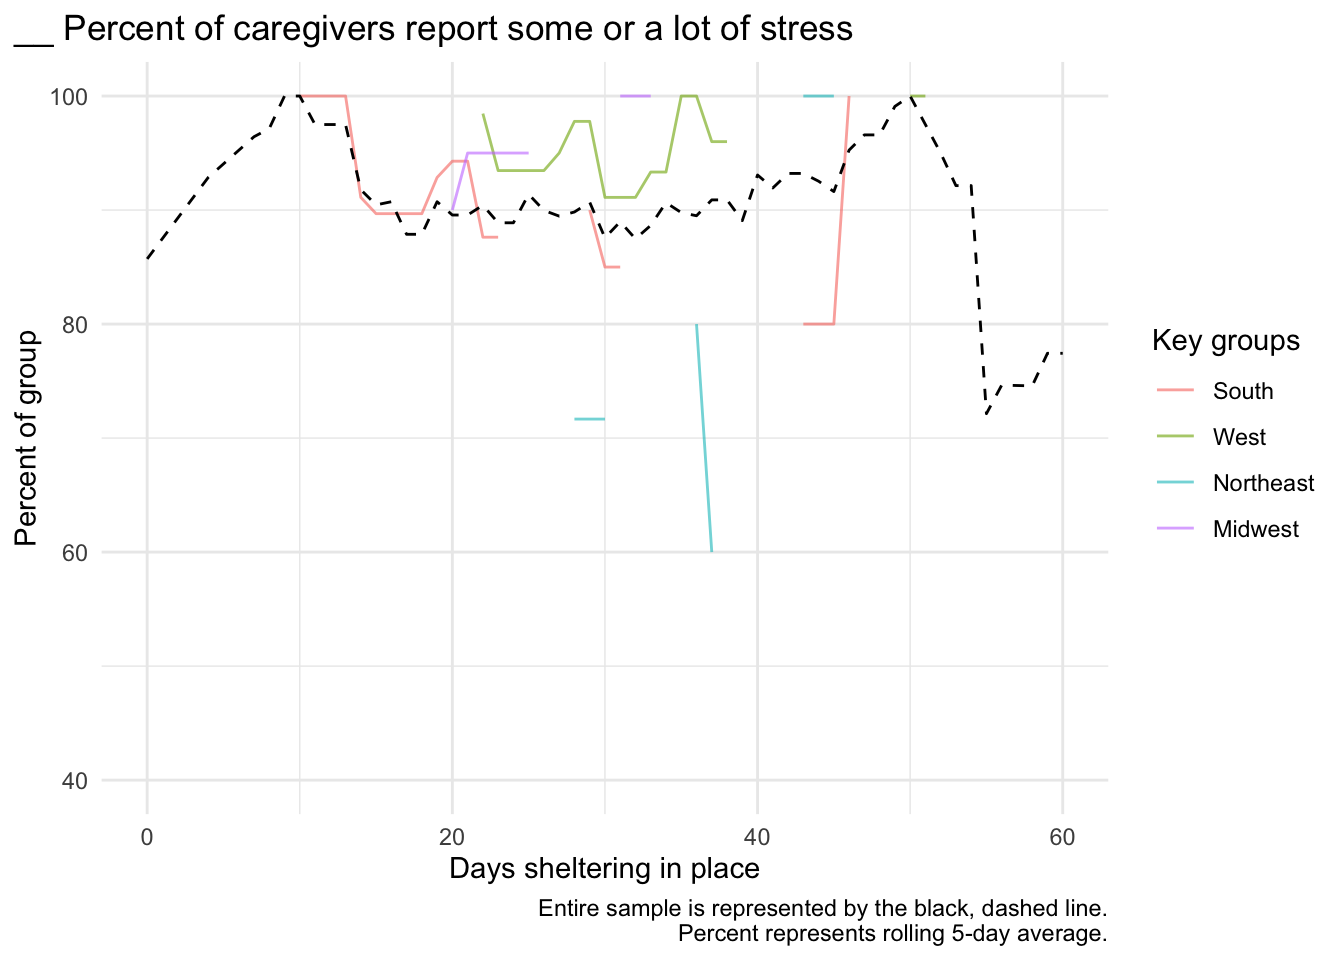 __ Percent of caregivers report some or a lot of stress
Percent of group
100
80
60
40
0
20
40
60
Days sheltering in place
Key groups
South
West
Northeast
Midwest
Entire sample is represented by the black, dashed line.
Percent represents rolling 5-day average.